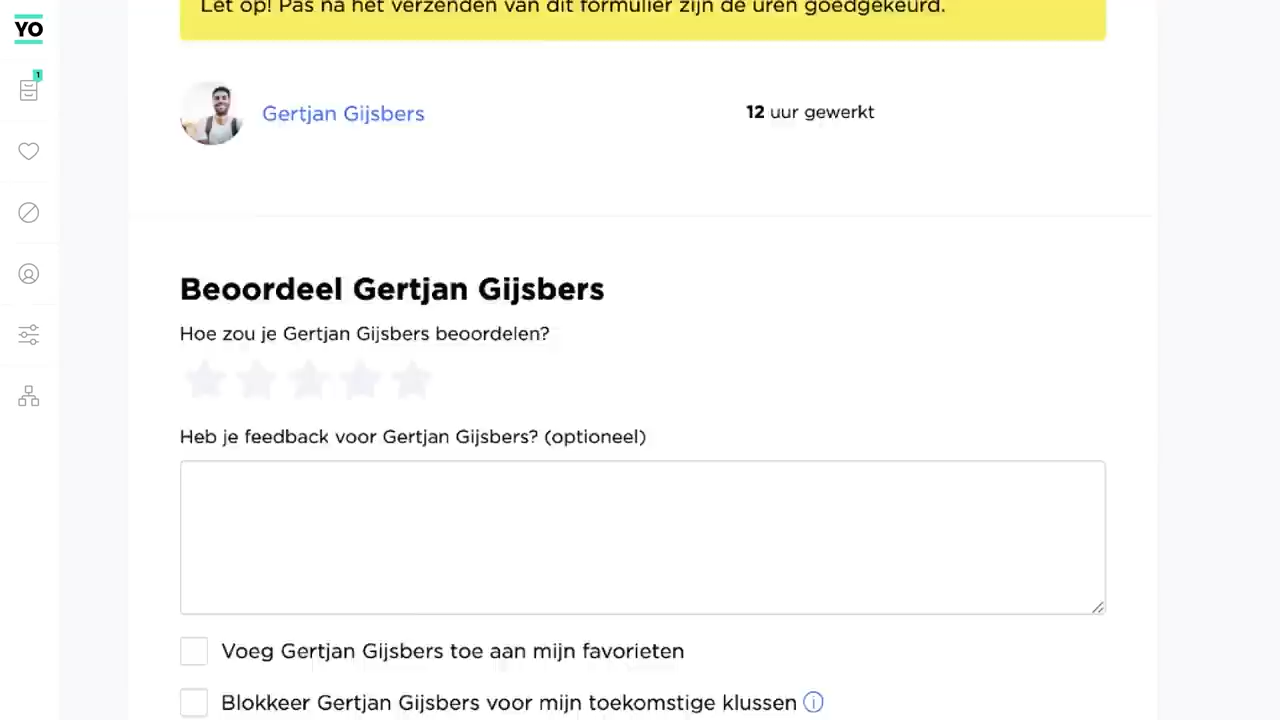 Let op! Pas na het verzenden van dit formulier zijn de uren goedgekeurd.
YO
1
Gertjan Gijsbers
12 uur gewerkt
Beoordeel Gertjan Gijsbers
Hoe zou je Gertjan Gijsbers beoordelen?
Heb je feedback voor Gertjan Gijsbers? (optioneel)
Voeg Gertjan Gijsbers toe aan mijn favorieten
Blokkeer Gertjan Gijsbers voor mijn toekomstige klussen